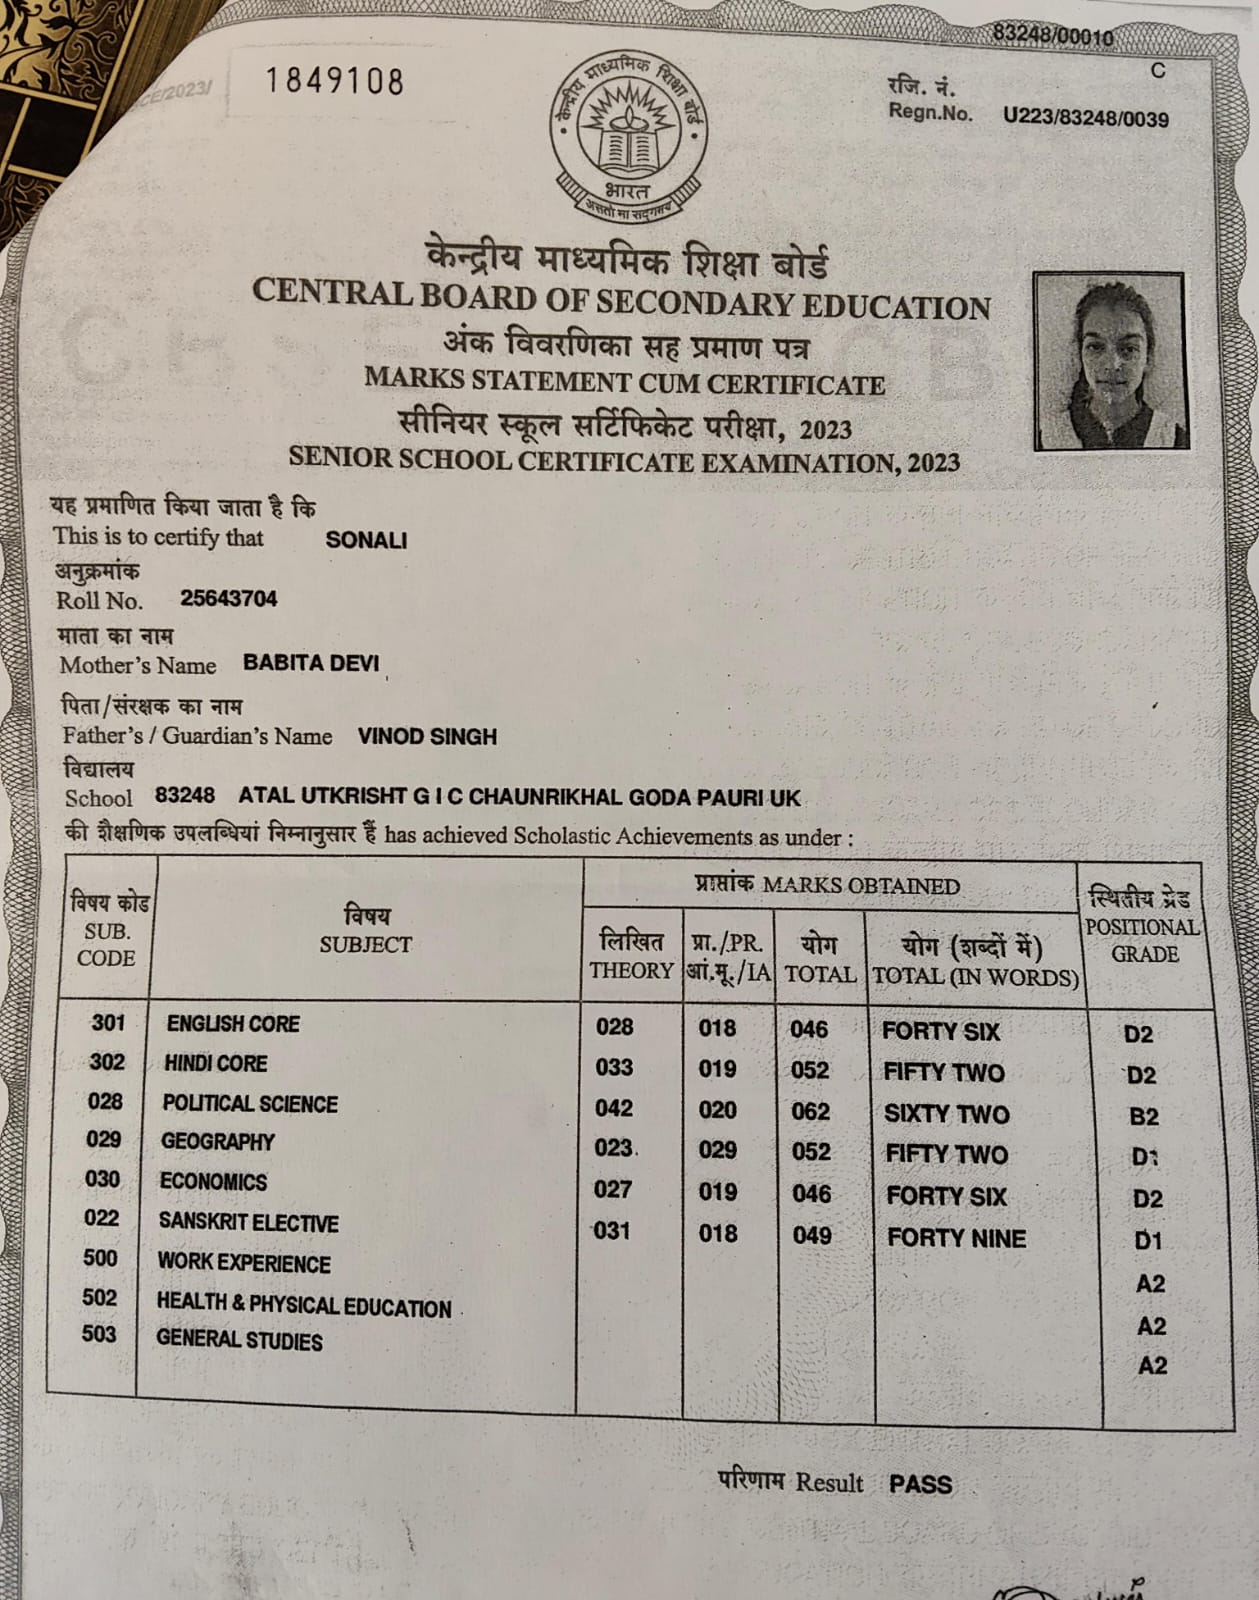 83248/00010
C
CE/2023/
1849108
रजि. नं.
Regn.No. U223/83248/0039
केन्द्रीय माध्यमिक शिक्षा बोर्ड
भारत
असतो मा सद्गमय
केन्द्रीय माध्यमिक शिक्षा बोर्ड
CENTRAL BOARD OF SECONDARY EDUCATION
अंक विवरणिका सह प्रमाण पत्र
MARKS STATEMENT CUM CERTIFICATE
सीनियर स्कूल सर्टिफिकेट परीक्षा, 2023
SENIOR SCHOOL CERTIFICATE EXAMINATION, 2023
यह प्रमाणित किया जाता है कि
This is to certify that SONALI
अनुक्रमांक
Roll No. 25643704
माता का नाम
Mother's Name BABITA DEVI
पिता/संरक्षक का नाम
Father's / Guardian's Name VINOD SINGH
विद्यालय
School 83248 ATAL UTKRISHT G I C CHAUNRIKHAL GODA PAURI UK
की शैक्षणिक उपलब्धियां निम्नानुसार हैं has achieved Scholastic Achievements as under :
विषय कोड
SUB.
CODE
विषय
SUBJECT
प्राप्तांक MARKS OBTAINED
लिखित
THEORY
प्रा./PR.
आं.मू./IA
योग
TOTAL
योग (शब्दों में)
TOTAL (IN WORDS)
स्थितीय ग्रेड
POSITIONAL
GRADE
301 ENGLISH CORE 028 018 046 FORTY SIX D2
302 HINDI CORE 033 019 052 FIFTY TWO D2
028 POLITICAL SCIENCE 042 020 062 SIXTY TWO B2
029 GEOGRAPHY 023 029 052 FIFTY TWO D1
030 ECONOMICS 027 019 046 FORTY SIX D2
022 SANSKRIT ELECTIVE 031 018 049 FORTY NINE D1
500 WORK EXPERIENCE A2
502 HEALTH & PHYSICAL EDUCATION A2
503 GENERAL STUDIES A2
परिणाम Result PASS